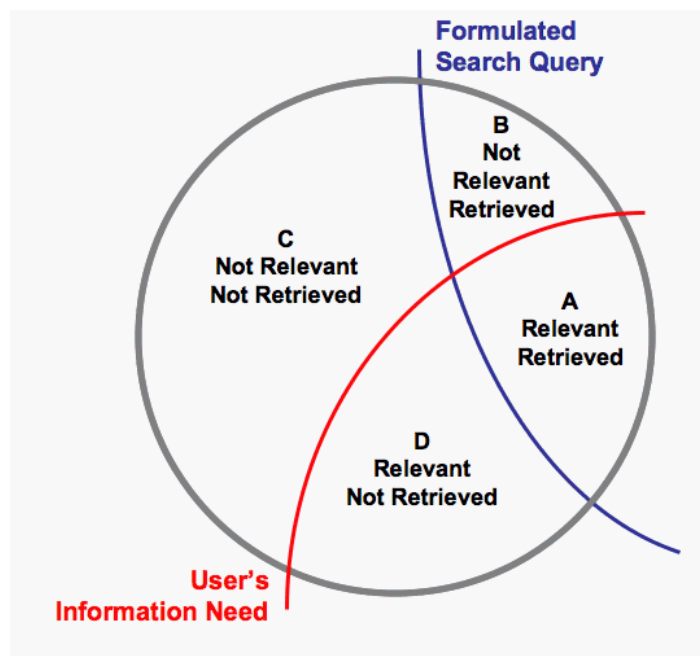 Formulated
Search Query
B
Not
Relevant
Retrieved
C
Not Relevant
Not Retrieved
A
Relevant
Retrieved
D
Relevant
Not Retrieved
User's
Information Need